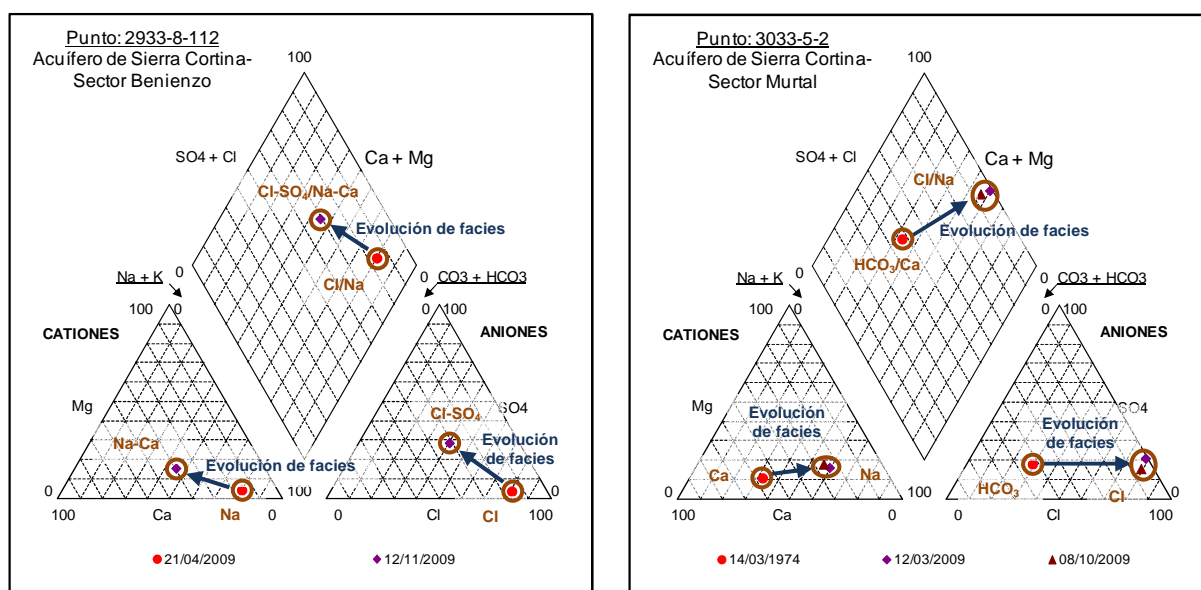 Punto: 2933-8-112
Acuífero de Sierra Cortina-
Sector Benienzo
100
SO4 + Cl
Ca + Mg
Cl-SO4/Na-Ca
Evolución de facies
Cl/Na
0
0
Na + K
CO3 + HCO3
100
0
0
100
CATIONES
ANIONES
Mg
SO4
Na-Ca
Evolución de facies
Cl-SO4
Evolución
de facies
0
100
0
100
Ca
Na
0
0
Cl
Cl
100
21/04/2009
12/11/2009
Punto: 3033-5-2
Acuífero de Sierra Cortina-
Sector Murtal
100
SO4 + Cl
Ca + Mg
Cl/Na
Evolución de facies
HCO3/Ca
0
0
Na + K
CO3 + HCO3
100
0
0
100
CATIONES
ANIONES
Mg
SO4
Evolución
de facies
Evolución
de facies
Ca
Na
HCO3
Cl
0
100
0
100
Ca
0
0
Cl
100
14/03/1974
12/03/2009
08/10/2009